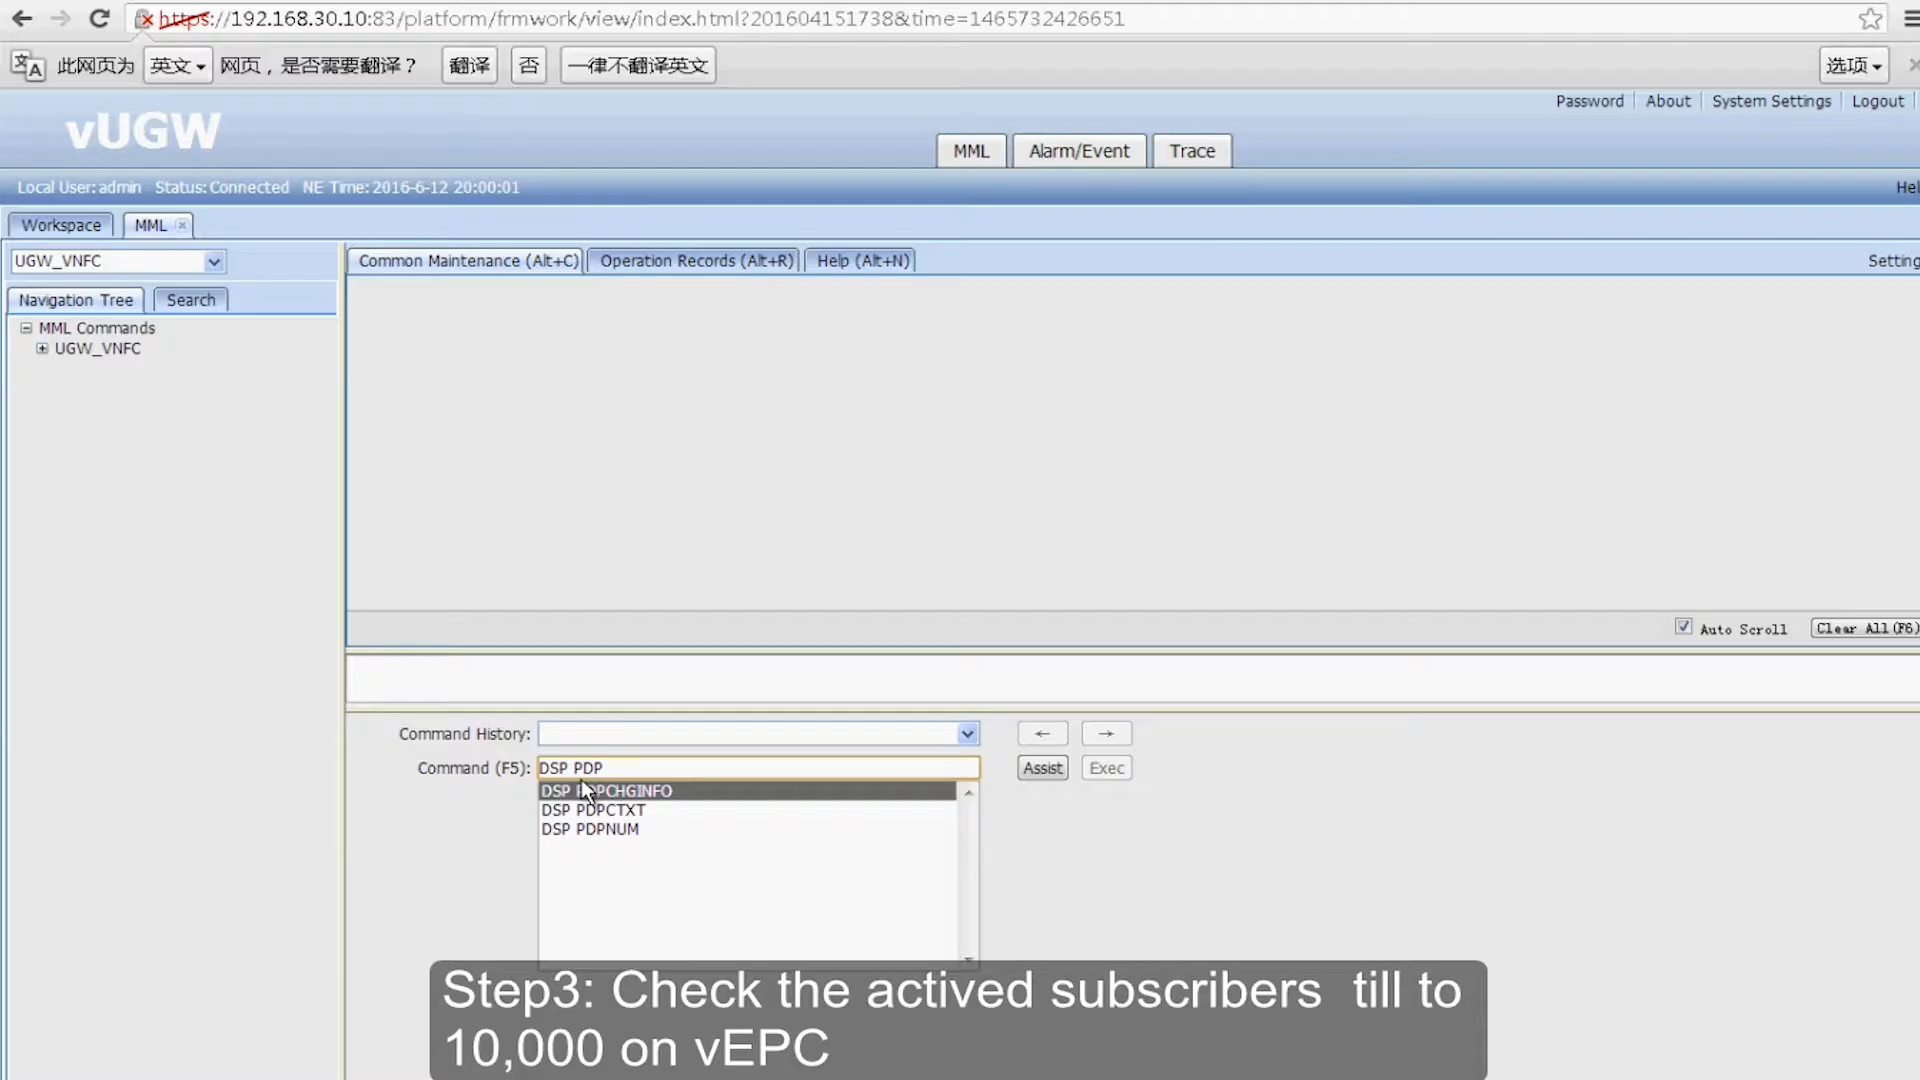 https://192.168.30.10:83/platform/frmwork/view/index.html?201604151738&time=1465732426651
此网页为 英文 网页，是否需要翻译？ 翻译 否 一律不翻译英文 选项
Password About System Settings Logout
vUGW
MML Alarm/Event Trace
Local User: admin Status: Connected NE Time: 2016-6-12 20:00:01 Hel
Workspace MML
UGW_VNFC
Common Maintenance (Alt+C) Operation Records (Alt+R) Help (Alt+N) Setting
Navigation Tree Search
MML Commands
UGW_VNFC
Auto Scroll Clear All(F6)
Command History: ← →
Command (F5): DSP PDP Assist Exec
DSP PDPCHGINFO
DSP PDPCTXT
DSP PDPNUM
Step3: Check the actived subscribers till to
10,000 on vEPC